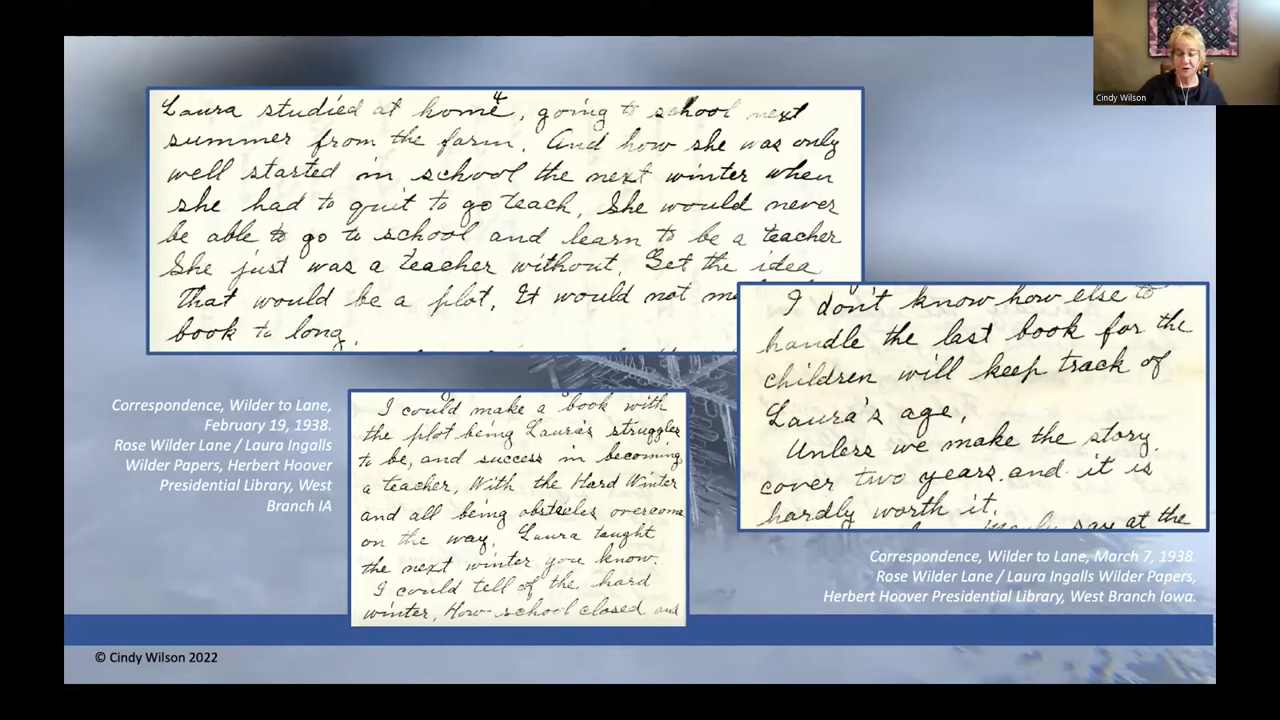 Cindy Wilson
Laura studied at home, going to school next
summer from the farm. And how she was only
well started in school the next winter when
she had to quit to go teach. She would never
be able to go to school and learn to be a teacher
She just was a teacher without. Get the idea
That would be a plot. It would not
book to long.
I don't know how else to
handle the last book for the
children will keep track of
Laura's age.
Unless we make the story
cover two years. and it is
hardly worth it.
say at the
Correspondence, Wilder to Lane,
February 19, 1938.
Rose Wilder Lane / Laura Ingalls
Wilder Papers, Herbert Hoover
Presidential Library, West
Branch IA
I could make a book with
the plot being Laura's struggles
to be, and success in becoming
a teacher, With the Hard Winter
and all being obstacles overcome
on the way. Laura taught
the next winter you know.
I could tell of the hard
winter, How school closed and
Correspondence, Wilder to Lane, March 7, 1938.
Rose Wilder Lane / Laura Ingalls Wilder Papers,
Herbert Hoover Presidential Library, West Branch Iowa.
© Cindy Wilson 2022